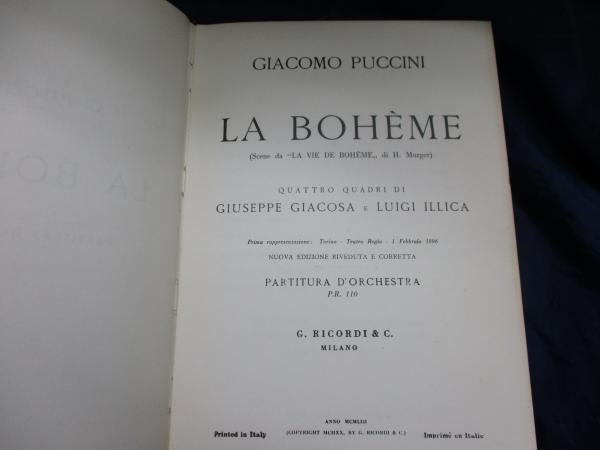 GIACOMO PUCCINI
LA BOHÈME
(Scene da "LA VIE DE BOHÈME„ di H. Murger)
QUATTRO QUADRI DI
GIUSEPPE GIACOSA E LUIGI ILLICA
Prima rappresentazione: Torino - Teatro Regio - 1 Febbraio 1896
NUOVA EDIZIONE RIVEDUTA E CORRETTA
PARTITURA D'ORCHESTRA
P.R. 110
G. RICORDI & C.
MILANO
ANNO MCMLIII
Printed in Italy (COPYRIGHT MCMXX, BY G. RICORDI & C.) Imprimé en Italie